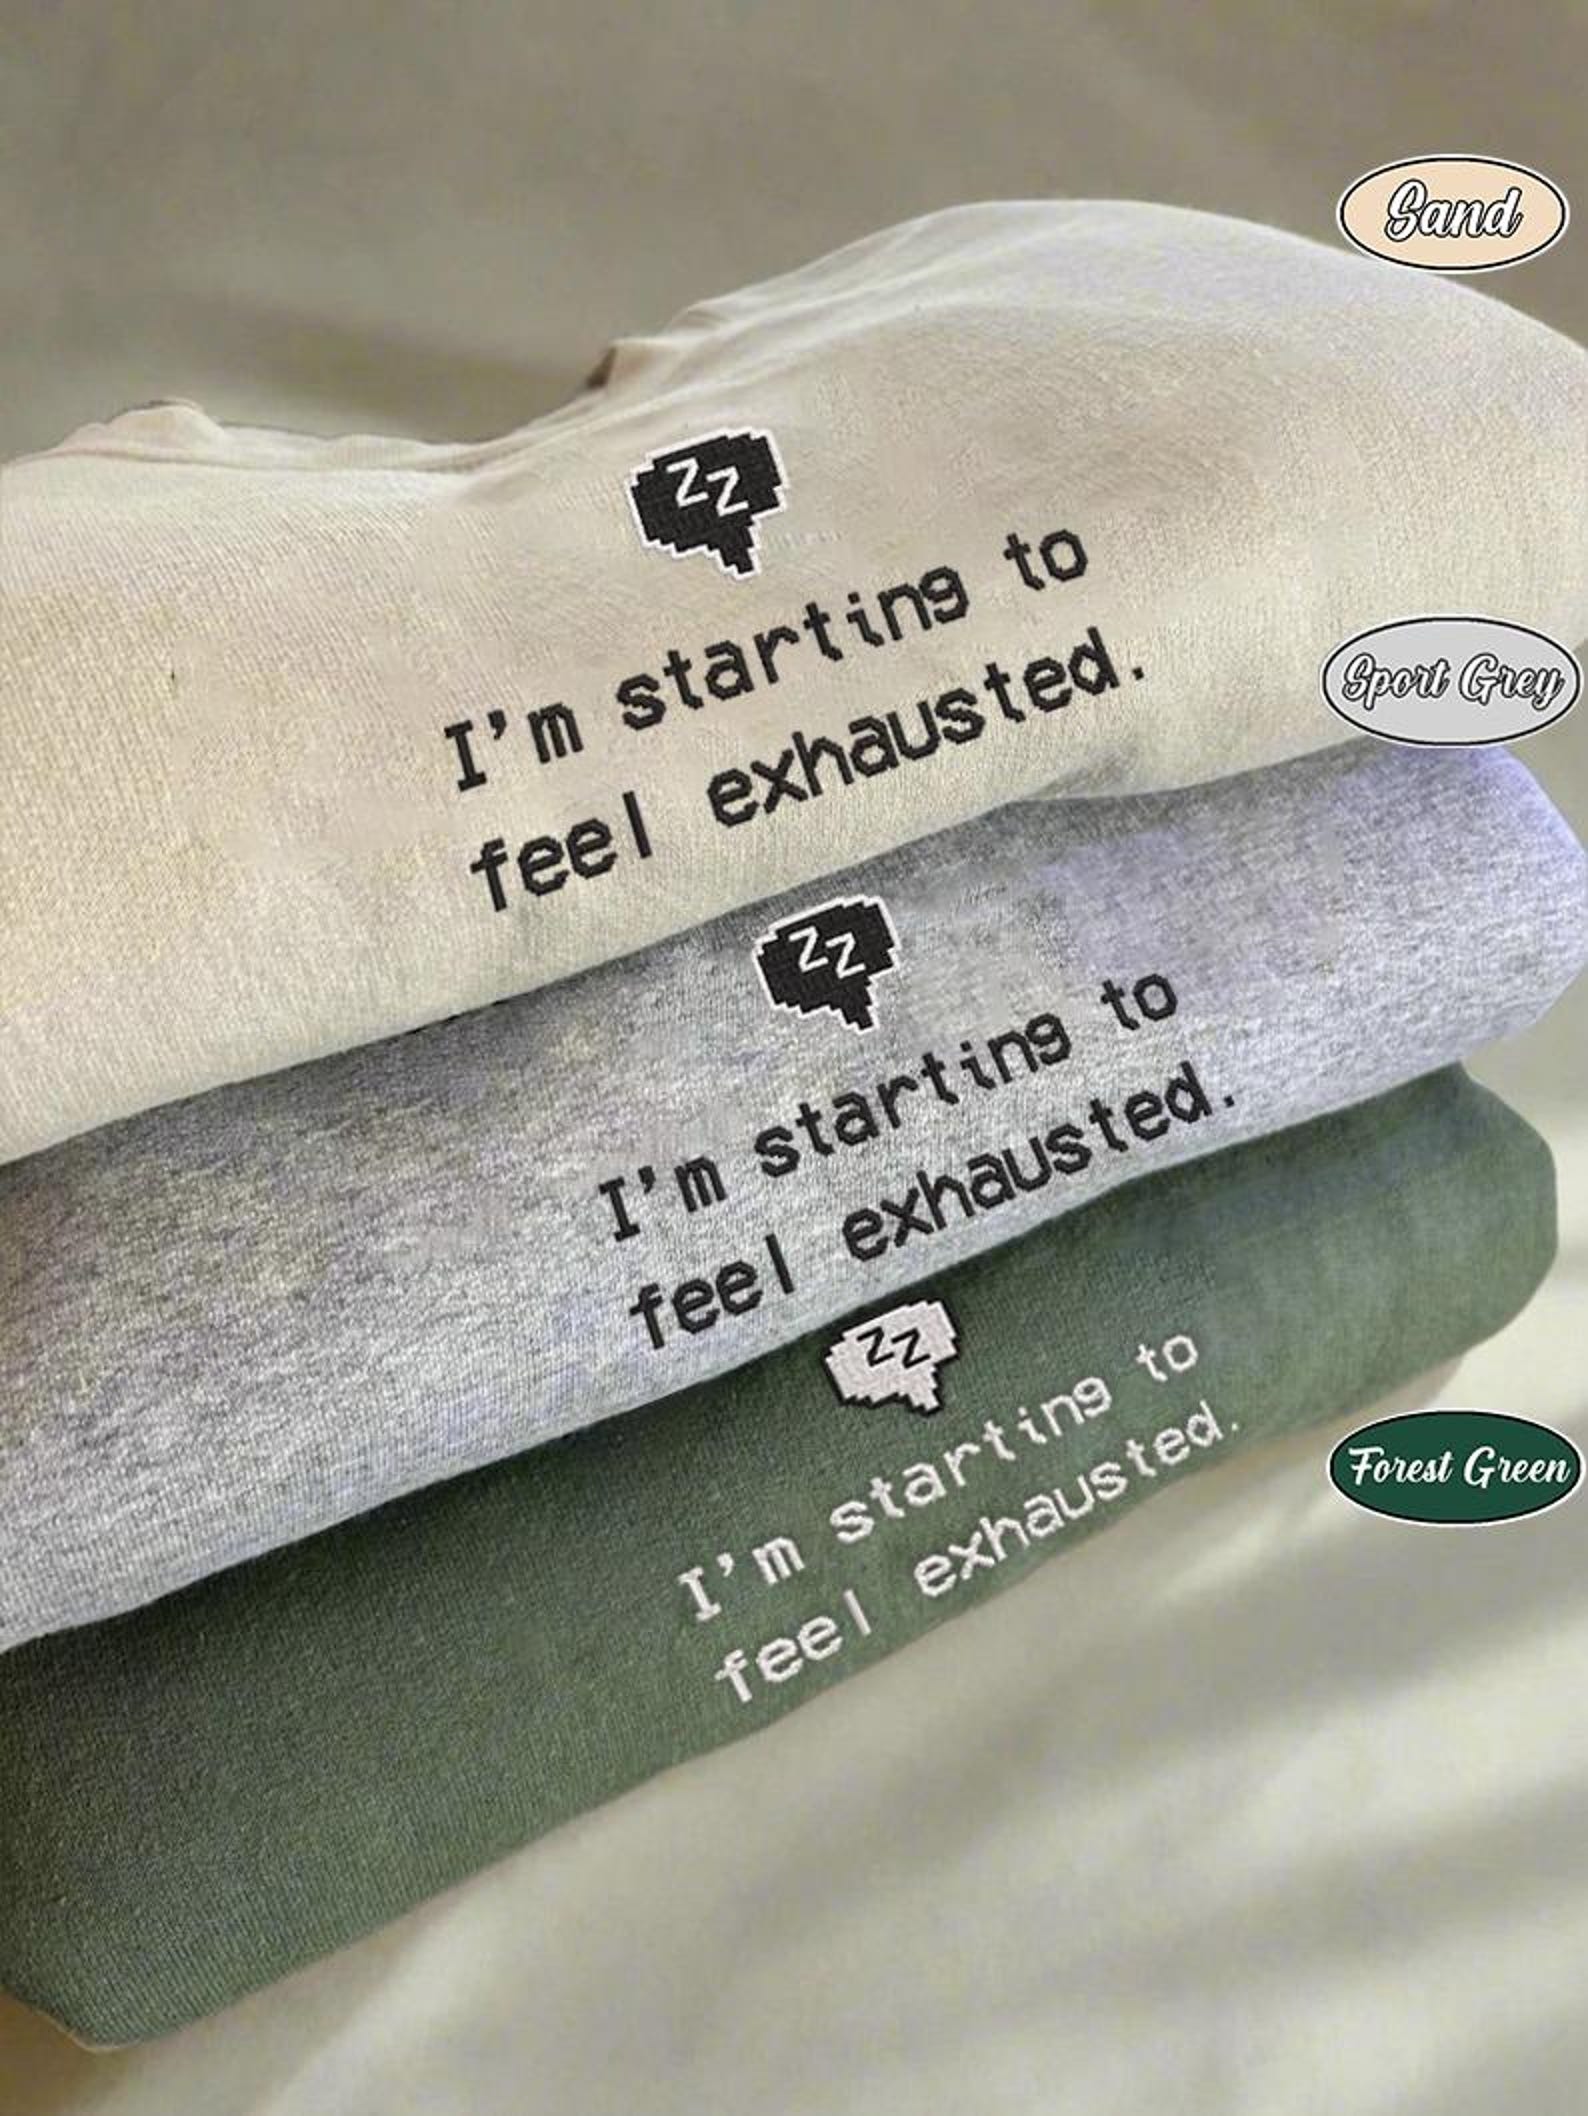 Sand
ZZ
I'm starting to
feel exhausted.
Sport Grey
ZZ
I'm starting to
feel exhausted.
ZZ
I'm starting to
feel exhausted.
Forest Green